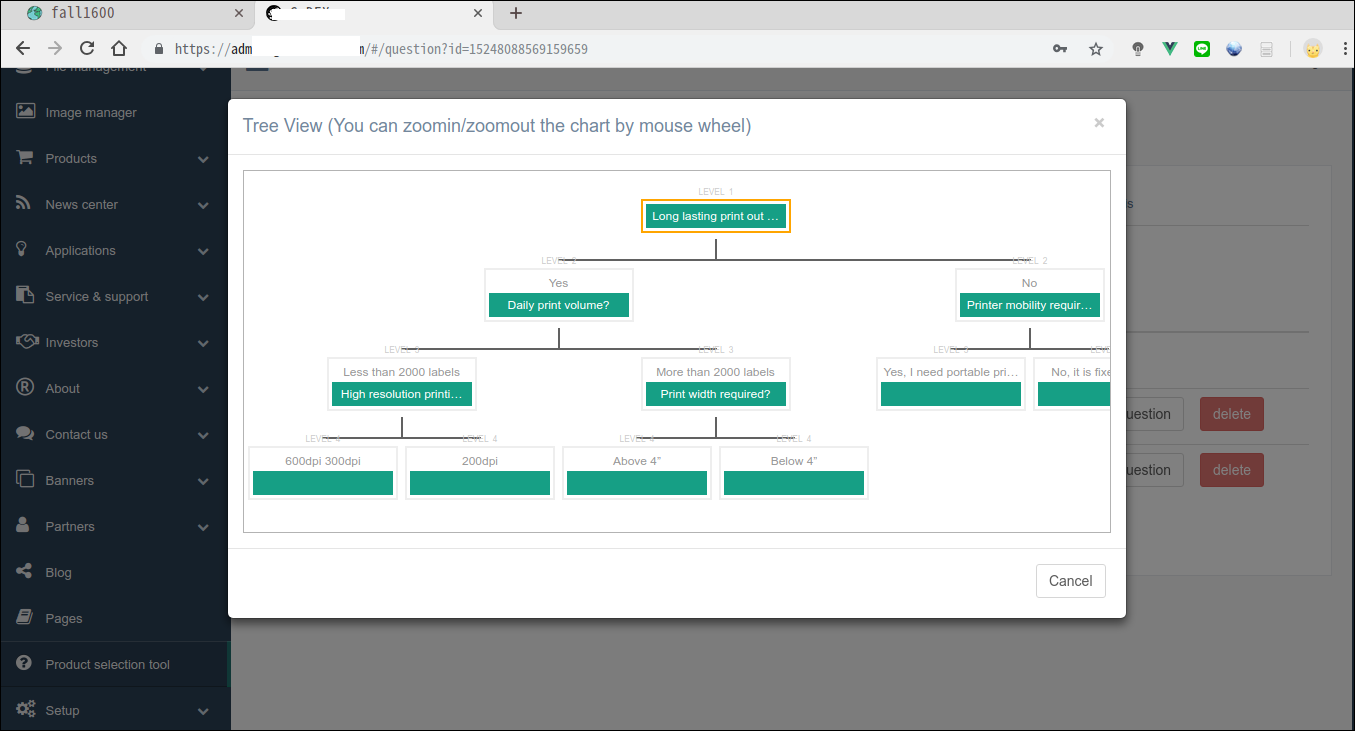 fall1600
https://adm
/#/question?id=15248088569159659
File management
Image manager
Products
News center
Applications
Service & support
Investors
About
Contact us
Banners
Partners
Blog
Pages
Product selection tool
Setup
Tree View (You can zoomin/zoomout the chart by mouse wheel)
×
LEVEL 1
Long lasting print out ...
LEVEL 2
LEVEL 2
Yes
Daily print volume?
No
Printer mobility requir...
LEVEL 3
LEVEL 3
LEVEL 3
Less than 2000 labels
High resolution printi...
More than 2000 labels
Print width required?
Yes, I need portable pri...
No, it is fixe
LEVEL 4
LEVEL 4
LEVEL 4
LEVEL 4
600dpi 300dpi
200dpi
Above 4”
Below 4”
uestion
delete
uestion
delete
Cancel